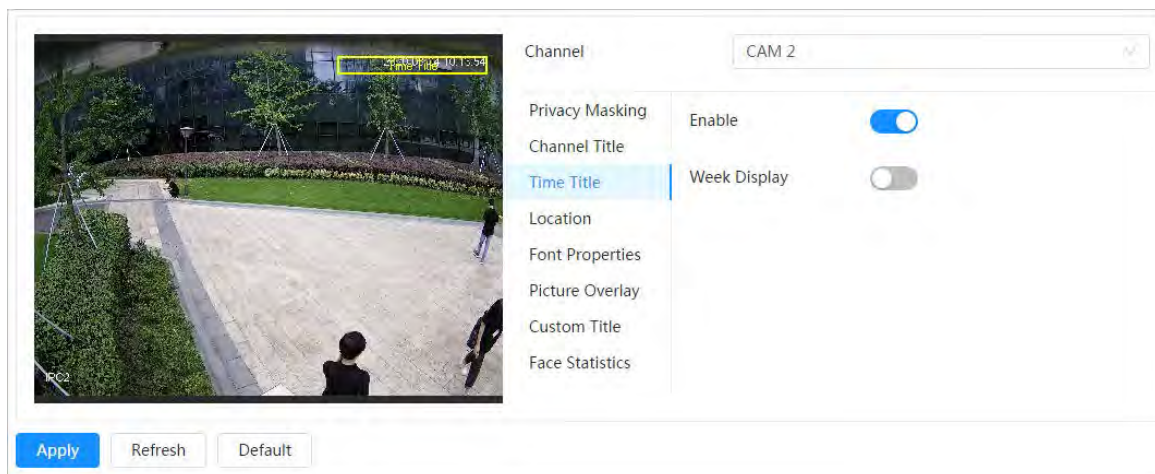 Channel
CAM 2
Time Title
Privacy Masking
Enable
Channel Title
Time Title
Week Display
Location
Font Properties
Picture Overlay
Custom Title
Face Statistics
IPC2
Apply
Refresh
Default